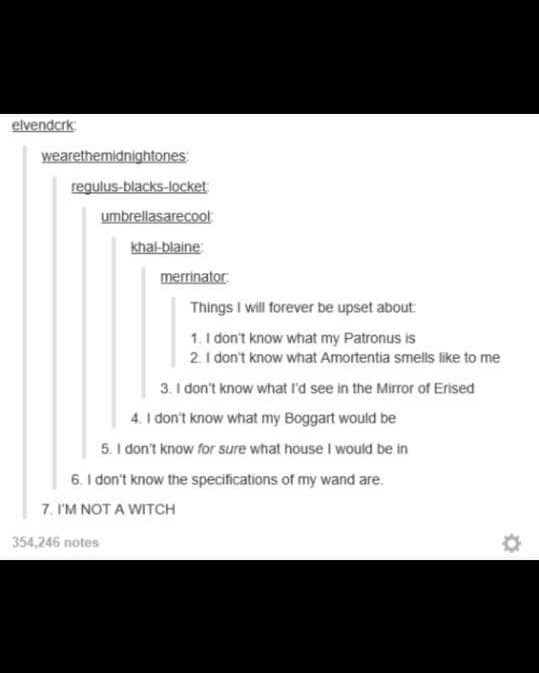 elvendcrk:
wearethemidnightones:
regulus-blacks-locket:
umbrellasarecool:
khal-blaine:
merrinator:
Things I will forever be upset about:
1. I don't know what my Patronus is
2. I don't know what Amortentia smells like to me
3. I don't know what I'd see in the Mirror of Erised
4. I don't know what my Boggart would be
5. I don't know for sure what house I would be in
6. I don't know the specifications of my wand are.
7. I'M NOT A WITCH
354,246 notes